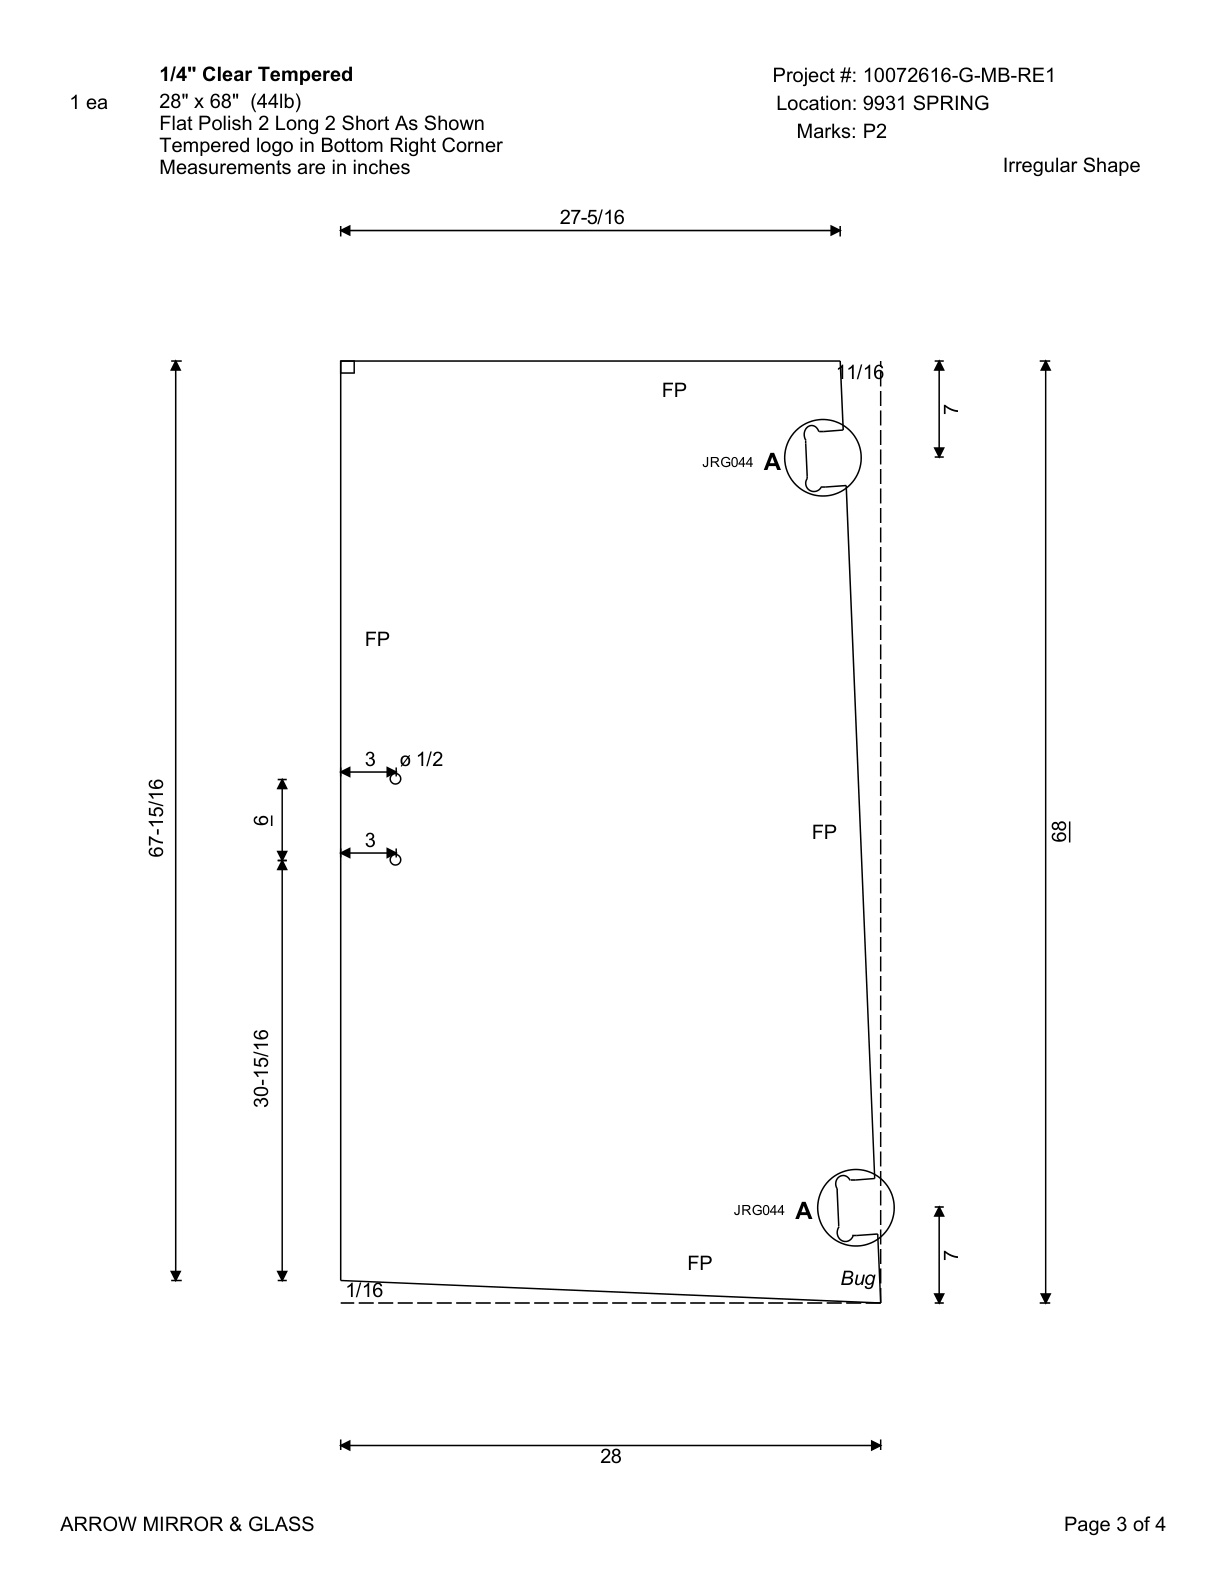 1/4" Clear Tempered
1 ea
28" x 68" (44lb)
Flat Polish 2 Long 2 Short As Shown
Tempered logo in Bottom Right Corner
Measurements are in inches
Project #: 10072616-G-MB-RE1
Location: 9931 SPRING
Marks: P2
Irregular Shape
27-5/16
11/16
FP
7
JRG044 A
FP
3 ø 1/2
67-15/16
6
3
FP
68
30-15/16
JRG044 A
7
FP
Bug
1/16
28
ARROW MIRROR & GLASS
Page 3 of 4